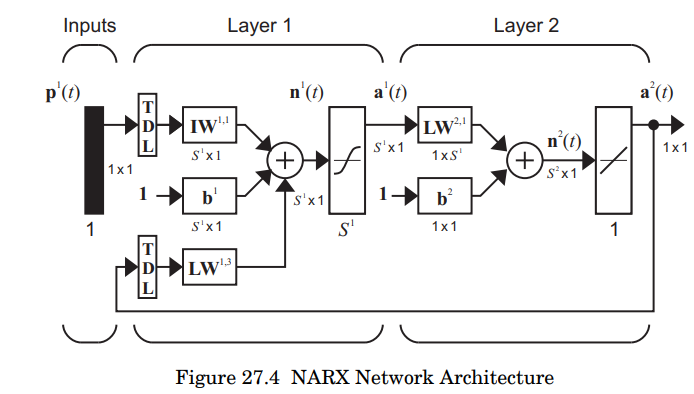 Inputs Layer 1 Layer 2
p¹(t) n¹(t) a¹(t) a²(t)
TDL IW¹,¹ LW²,¹ n²(t)
S¹x1 S¹x1 1xS¹ 1x1
1x1
1 b¹ S¹x1 1 b² S²x1
1 S¹x1 S¹ 1x1 1
TDL LW¹,³
Figure 27.4 NARX Network Architecture